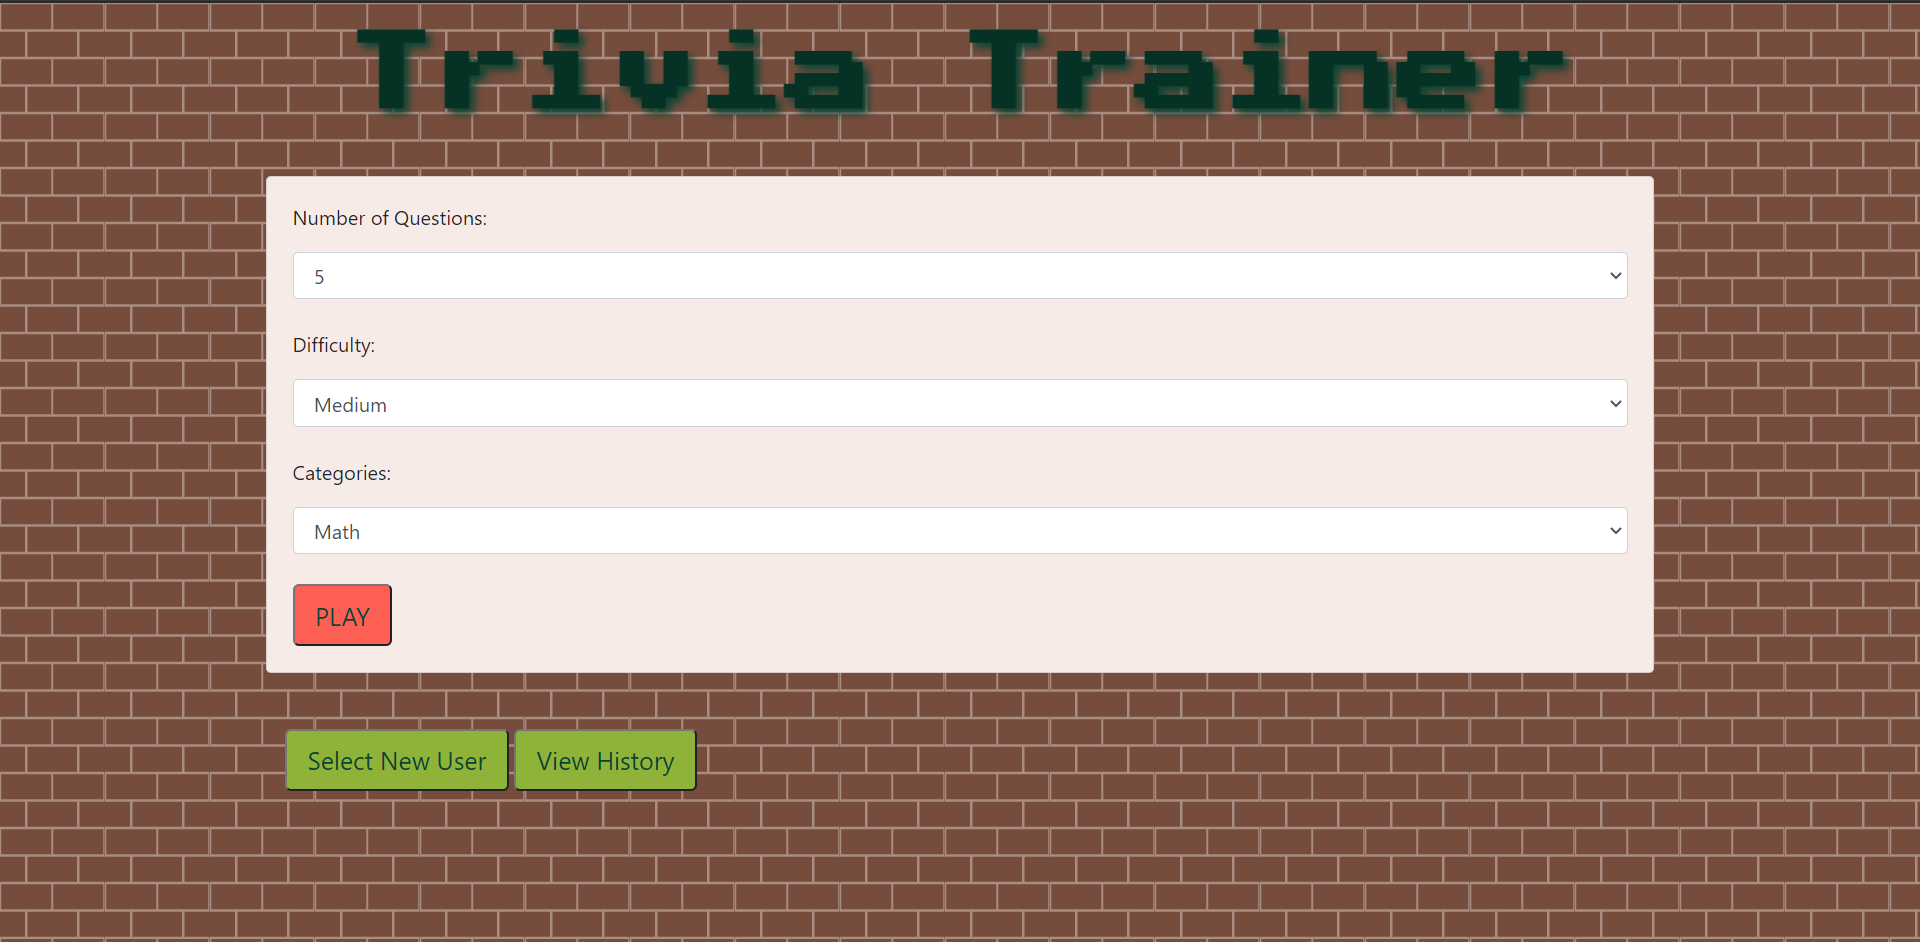 Trivia Trainer
Number of Questions:
5
Difficulty:
Medium
Categories:
Math
PLAY
Select New User View History